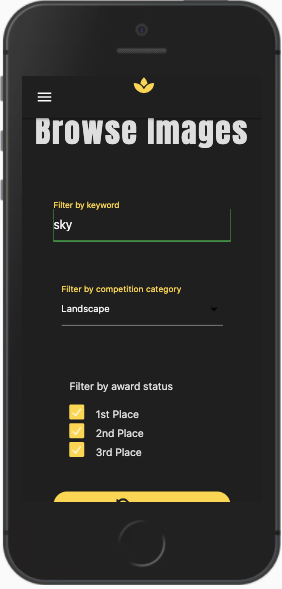 Browse Images
Filter by keyword
sky
Filter by competition category
Landscape
Filter by award status
1st Place
2nd Place
3rd Place